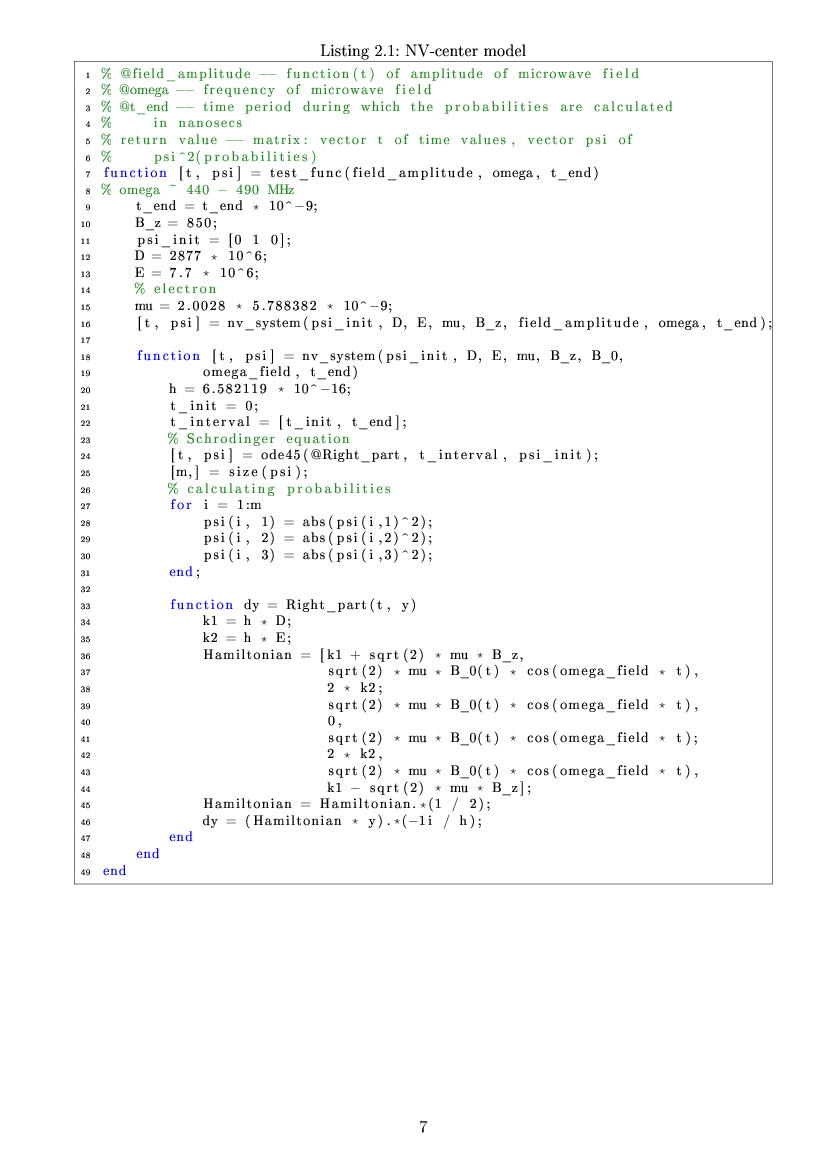 Listing 2.1: NV-center model
1 % @field_amplitude −− function(t) of amplitude of microwave field
2 % @omega −− frequency of microwave field
3 % @t_end −− time period during which the probabilities are calculated
4 %     in nanosecs
5 % return value −− matrix: vector t of time values, vector psi of
6 %     psi^2(probabilities)
7 function [t, psi] = test_func(field_amplitude, omega, t_end)
8 % omega ~ 440 − 490 MHz
9     t_end = t_end * 10^−9;
10     B_z = 850;
11     psi_init = [0 1 0];
12     D = 2877 * 10^6;
13     E = 7.7 * 10^6;
14     % electron
15     mu = 2.0028 * 5.788382 * 10^−9;
16     [t, psi] = nv_system(psi_init, D, E, mu, B_z, field_amplitude, omega, t_end);
17
18     function [t, psi] = nv_system(psi_init, D, E, mu, B_z, B_0,
19             omega_field, t_end)
20         h = 6.582119 * 10^−16;
21         t_init = 0;
22         t_interval = [t_init, t_end];
23         % Schrodinger equation
24         [t, psi] = ode45(@Right_part, t_interval, psi_init);
25         [m,] = size(psi);
26         % calculating probabilities
27         for i = 1:m
28             psi(i, 1) = abs(psi(i,1)^2);
29             psi(i, 2) = abs(psi(i,2)^2);
30             psi(i, 3) = abs(psi(i,3)^2);
31         end;
32
33         function dy = Right_part(t, y)
34             k1 = h * D;
35             k2 = h * E;
36             Hamiltonian = [k1 + sqrt(2) * mu * B_z,
37                            sqrt(2) * mu * B_0(t) * cos(omega_field * t),
38                            2 * k2;
39                            sqrt(2) * mu * B_0(t) * cos(omega_field * t),
40                            0,
41                            sqrt(2) * mu * B_0(t) * cos(omega_field * t);
42                            2 * k2,
43                            sqrt(2) * mu * B_0(t) * cos(omega_field * t),
44                            k1 − sqrt(2) * mu * B_z];
45             Hamiltonian = Hamiltonian.*(1 / 2);
46             dy = (Hamiltonian * y).*(−1i / h);
47         end
48     end
49 end
7